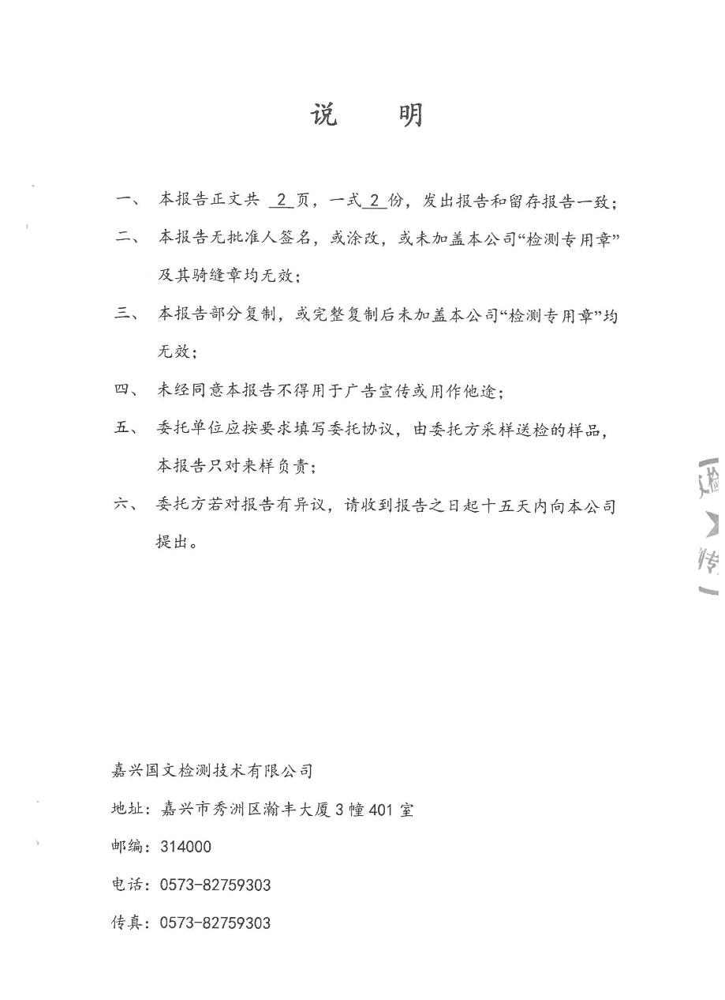 说 明
一、 本报告正文共 2 页，一式 2 份，发出报告和留存报告一致；
二、 本报告无批准人签名，或涂改，或未加盖本公司“检测专用章”
及其骑缝章均无效；
三、 本报告部分复制，或完整复制后未加盖本公司“检测专用章”均
无效；
四、 未经同意本报告不得用于广告宣传或用作他途；
五、 委托单位应按要求填写委托协议，由委托方采样送检的样品，
本报告只对来样负责；
六、 委托方若对报告有异议，请收到报告之日起十五天内向本公司
提出。
嘉兴国文检测技术有限公司
地址：嘉兴市秀洲区瀚丰大厦 3 幢 401 室
邮编：314000
电话：0573-82759303
传真：0573-82759303